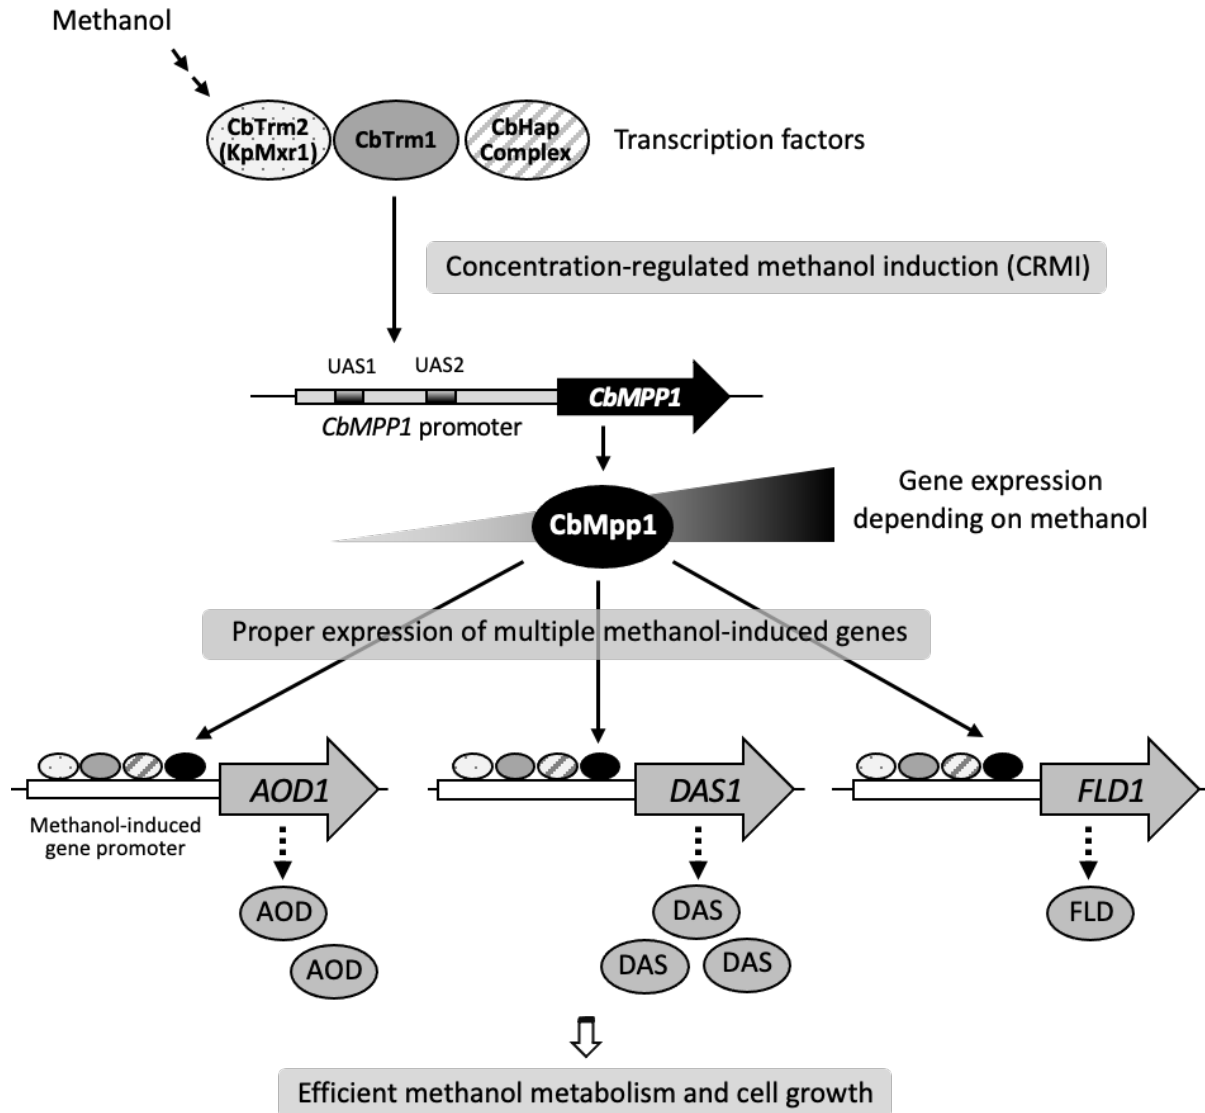 Methanol
CbTrm2
(KpMxr1)
CbTrm1
CbHap
Complex
Transcription factors
Concentration-regulated methanol induction (CRMI)
UAS1
UAS2
CbMPP1
CbMPP1 promoter
CbMpp1
Gene expression
depending on methanol
Proper expression of multiple methanol-induced genes
AOD1
DAS1
FLD1
Methanol-induced
gene promoter
AOD
AOD
DAS
DAS
DAS
FLD
Efficient methanol metabolism and cell growth